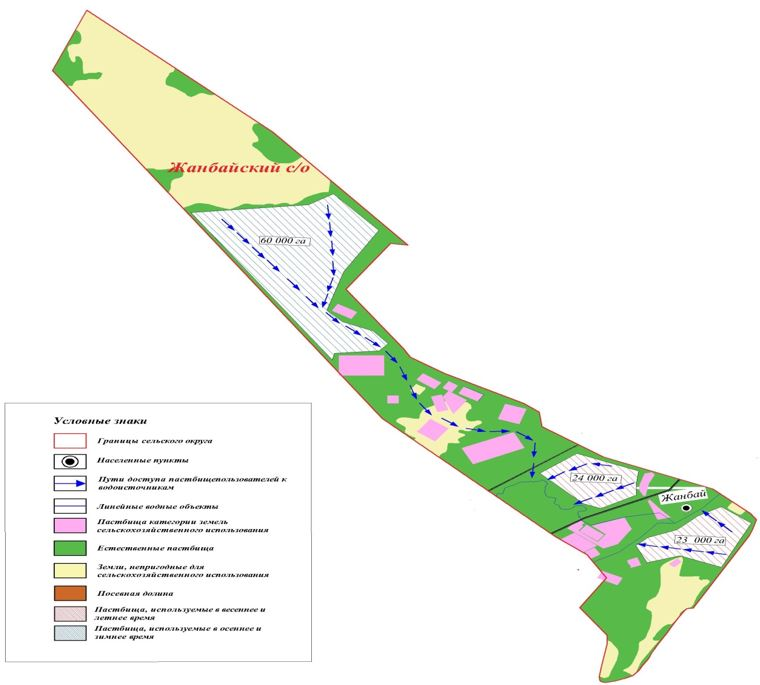 Жанбайский с/о
60 000 га
24 000 га
Жанбай
23 000 га
Условные знаки
Границы сельского округа
Населенные пункты
Пути доступа пастбищепользователей к
водоисточникам
Линейные водные объекты
Пастбища категории земель
сельскохозяйственного использования
Естественные пастбища
Земли, непригодные для
сельскохозяйственного использования
Посевная долина
Пастбища, используемые в весеннее и
летнее время
Пастбища, используемые в осеннее и
зимнее время